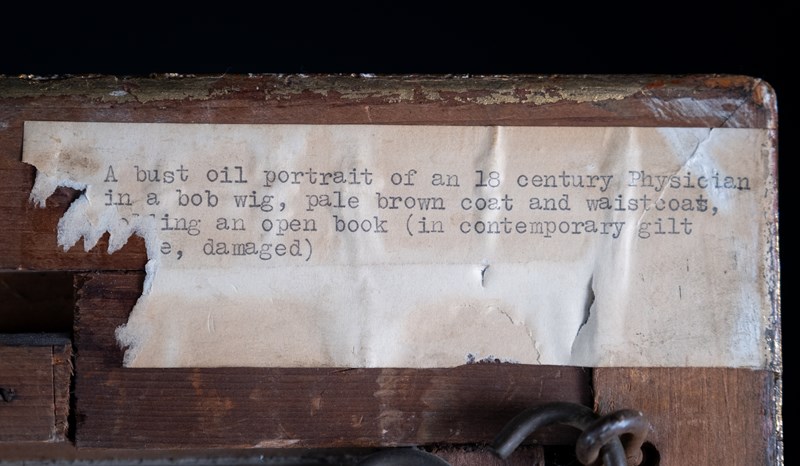 A bust oil portrait of an 18 century Physician
in a bob wig, pale brown coat and waistcoat,
an open book (in contemporary gilt
damaged)